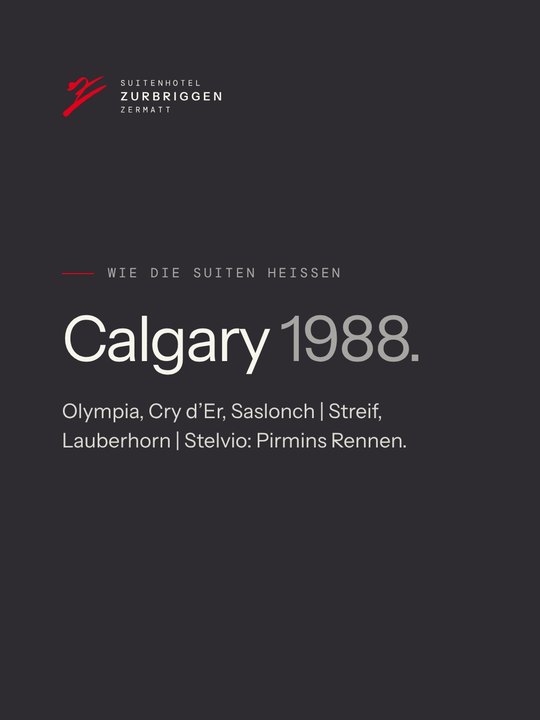 SUITENHOTEL
ZURBRIGGEN
ZERMATT
WIE DIE SUITEN HEISSEN
Calgary 1988.
Olympia, Cry d’Er, Saslonch | Streif,
Lauberhorn | Stelvio: Pirmins Rennen.